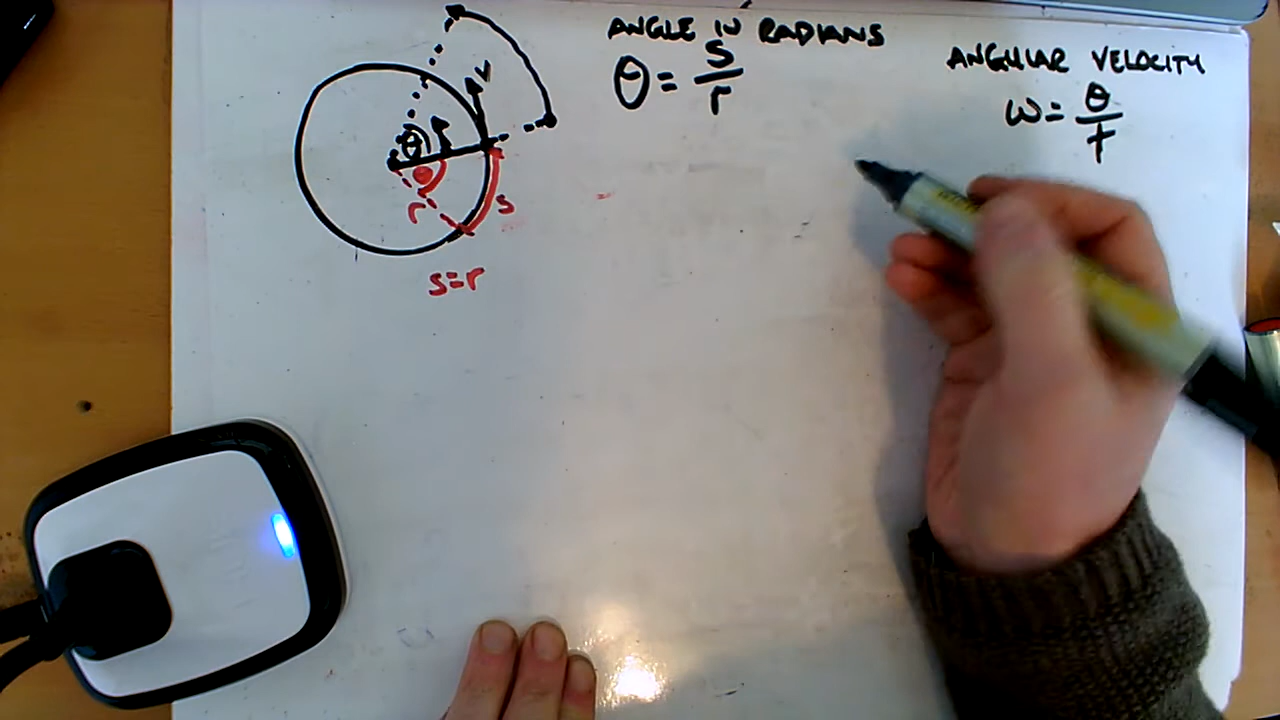 ANGLE IN RADIANS
θ = s/r
ANGULAR VELOCITY
ω = θ/t
v
θ
r
s
s=r